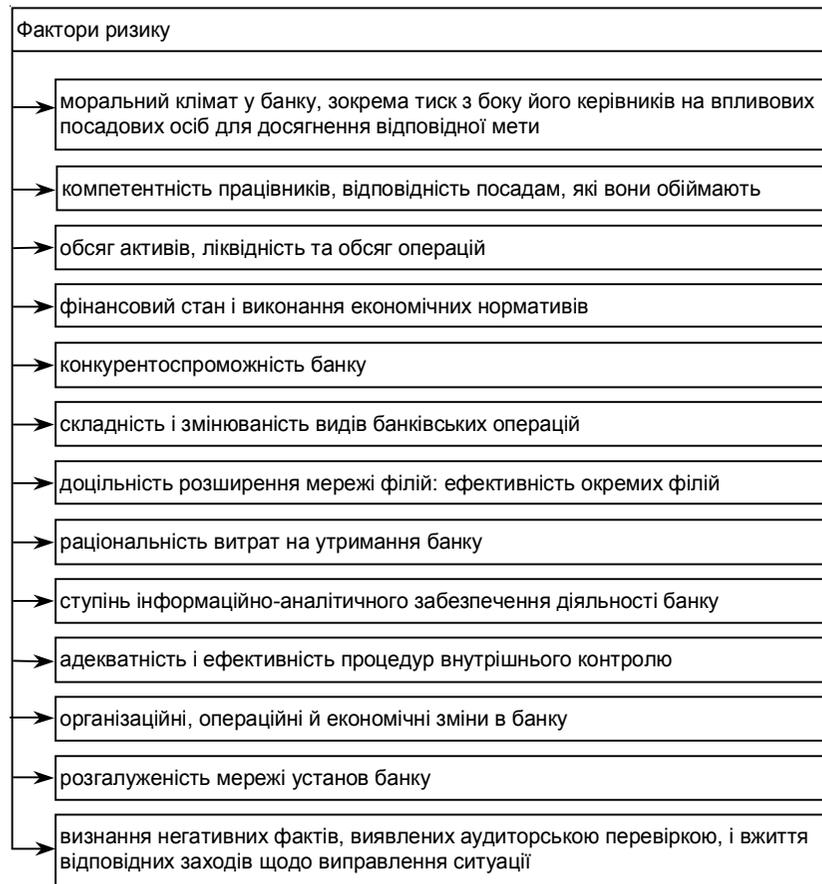 Фактори ризику
моральний клімат у банку, зокрема тиск з боку його керівників на впливових
посадових осіб для досягнення відповідної мети
компетентність працівників, відповідність посадам, які вони обіймають
обсяг активів, ліквідність та обсяг операцій
фінансовий стан і виконання економічних нормативів
конкурентоспроможність банку
складність і змінюваність видів банківських операцій
доцільність розширення мережі філій: ефективність окремих філій
раціональність витрат на утримання банку
ступінь інформаційно-аналітичного забезпечення діяльності банку
адекватність і ефективність процедур внутрішнього контролю
організаційні, операційні й економічні зміни в банку
розгалуженість мережі установ банку
визнання негативних фактів, виявлених аудиторською перевіркою, і вжиття
відповідних заходів щодо виправлення ситуації